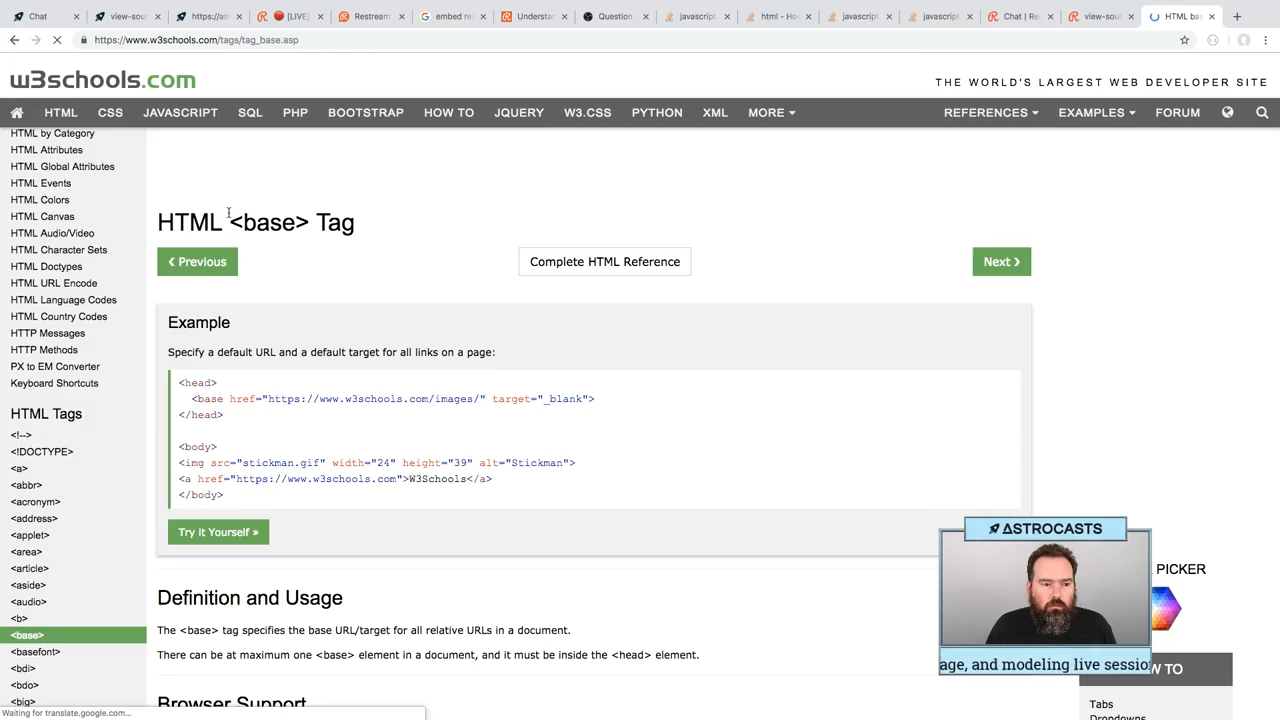 Chat
view-sou
https://as
[LIVE]
Restream
embed re
Understan
Question
javascript
html - Ho
javascript
javascript
Chat | Re
view-sou
HTML ba
https://www.w3schools.com/tags/tag_base.asp
w3schools.com
THE WORLD'S LARGEST WEB DEVELOPER SITE
HTML CSS JAVASCRIPT SQL PHP BOOTSTRAP HOW TO JQUERY W3.CSS PYTHON XML MORE REFERENCES EXAMPLES FORUM
HTML by Category
HTML Attributes
HTML Global Attributes
HTML Events
HTML Colors
HTML Canvas
HTML Audio/Video
HTML Character Sets
HTML Doctypes
HTML URL Encode
HTML Language Codes
HTML Country Codes
HTTP Messages
HTTP Methods
PX to EM Converter
Keyboard Shortcuts
HTML Tags
<!-->
<!DOCTYPE>
<a>
<abbr>
<acronym>
<address>
<applet>
<area>
<article>
<aside>
<audio>
<b>
<base>
<basefont>
<bdi>
<bdo>
<big>
HTML <base> Tag
❮ Previous
Complete HTML Reference
Next ❯
Example
Specify a default URL and a default target for all links on a page:
<head>
<base href="https://www.w3schools.com/images/" target="_blank">
</head>
<body>
<img src="stickman.gif" width="24" height="39" alt="Stickman">
<a href="https://www.w3schools.com">W3Schools</a>
</body>
Try it Yourself »
Definition and Usage
The <base> tag specifies the base URL/target for all relative URLs in a document.
There can be at maximum one <base> element in a document, and it must be inside the <head> element.
Browser Support
ASTROCASTS
age, and modeling live sessio
PICKER
W TO
Tabs
Dropdowns
Waiting for translate.google.com...